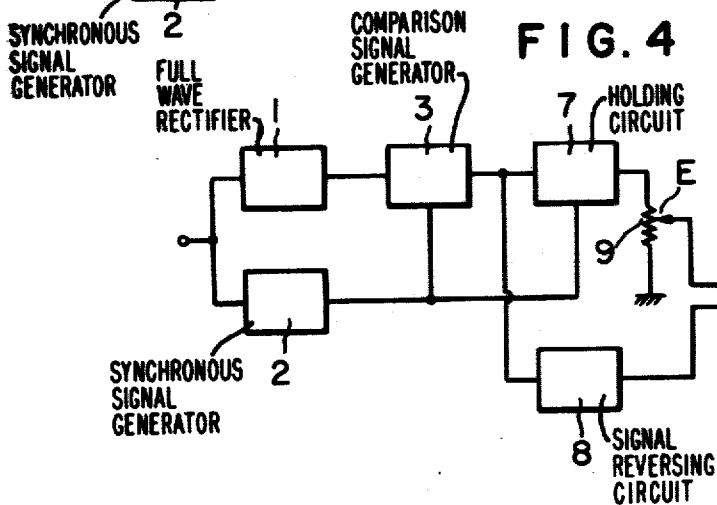 SYNCHRONOUS
SIGNAL
GENERATOR
2
FIG. 4
FULL
WAVE
RECTIFIER
1
COMPARISON
SIGNAL
GENERATOR
3
7
HOLDING
CIRCUIT
E
9
SYNCHRONOUS
SIGNAL
GENERATOR
2
8
SIGNAL
REVERSING
CIRCUIT